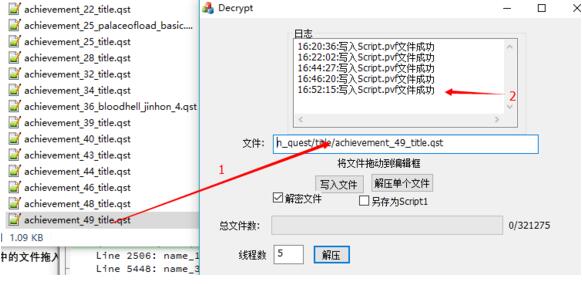 achievement_22_title.qst
achievement_25_palaceofload_basic....
achievement_25_title.qst
achievement_28_title.qst
achievement_32_title.qst
achievement_34_title.qst
achievement_36_bloodhell_jinhon_4.qst
achievement_39_title.qst
achievement_40_title.qst
achievement_43_title.qst
achievement_44_title.qst
achievement_46_title.qst
achievement_48_title.qst
achievement_49_title.qst
1.09 KB
中的文件拖入
Line 2506: name_1
Line 5448: name_3
1
Decrypt
日志
16:20:36:写入Script.pvf文件成功
16:22:02:写入Script.pvf文件成功
16:44:27:写入Script.pvf文件成功
16:46:20:写入Script.pvf文件成功
16:52:15:写入Script.pvf文件成功
2
文件: n_quest/title/achievement_49_title.qst
将文件拖动到编辑框
写入文件 解压单个文件
解密文件 另存为Script1
总文件数: 0/321275
线程数 5 解压